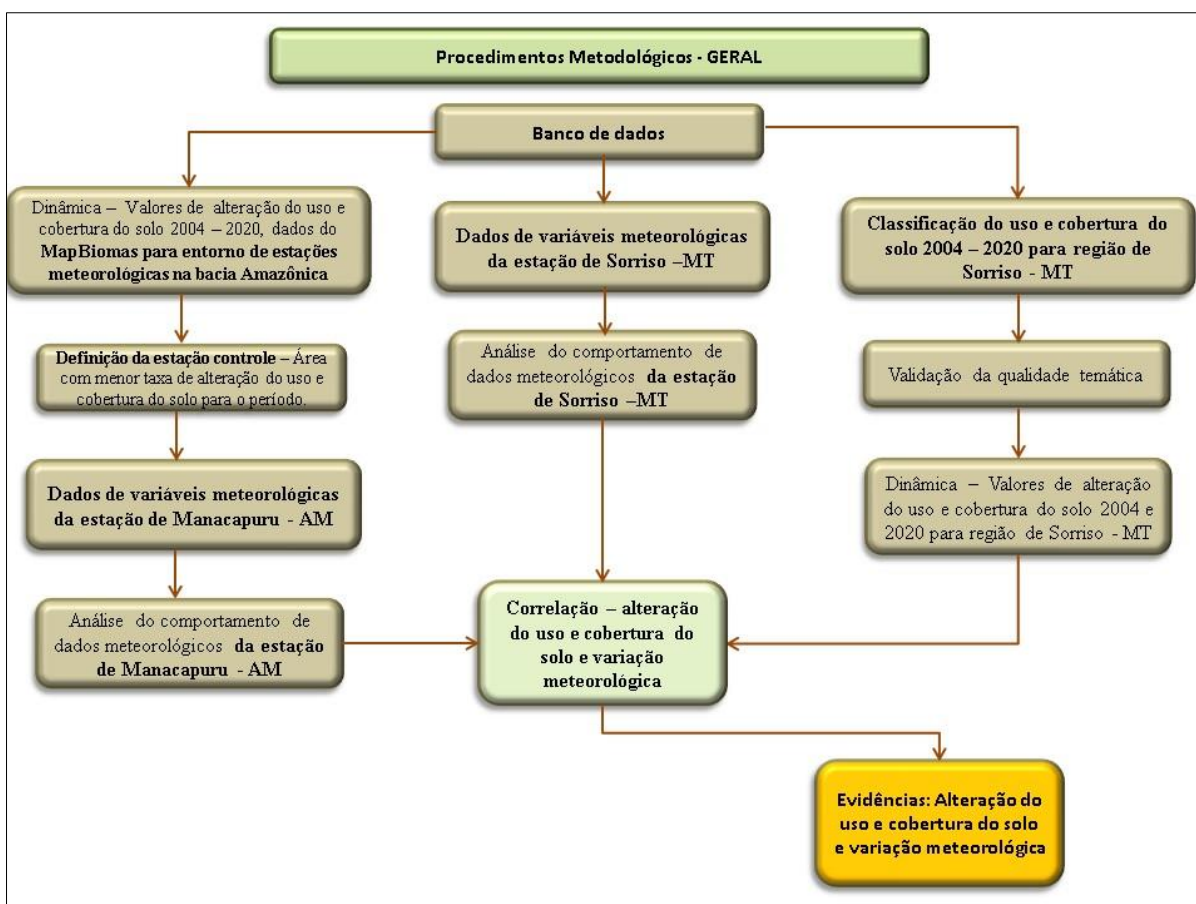 Procedimentos Metodológicos - GERAL
Banco de dados
Dinâmica – Valores de alteração do uso e
cobertura do solo 2004 – 2020, dados do
MapBiomas para entorno de estações
meteorológicas na bacia Amazônica
Definição da estação controle – Área
com menor taxa de alteração do uso e
cobertura do solo para o período.
Dados de variáveis meteorológicas
da estação de Manacapuru - AM
Análise do comportamento de
dados meteorológicos da estação
de Manacapuru - AM
Dados de variáveis meteorológicas
da estação de Sorriso –MT
Análise do comportamento de
dados meteorológicos da estação
de Sorriso –MT
Classificação do uso e cobertura do
solo 2004 – 2020 para região de
Sorriso - MT
Validação da qualidade temática
Dinâmica – Valores de alteração
do uso e cobertura do solo 2004 e
2020 para região de Sorriso - MT
Correlação – alteração
do uso e cobertura do
solo e variação
meteorológica
Evidências: Alteração do
uso e cobertura do solo
e variação meteorológica